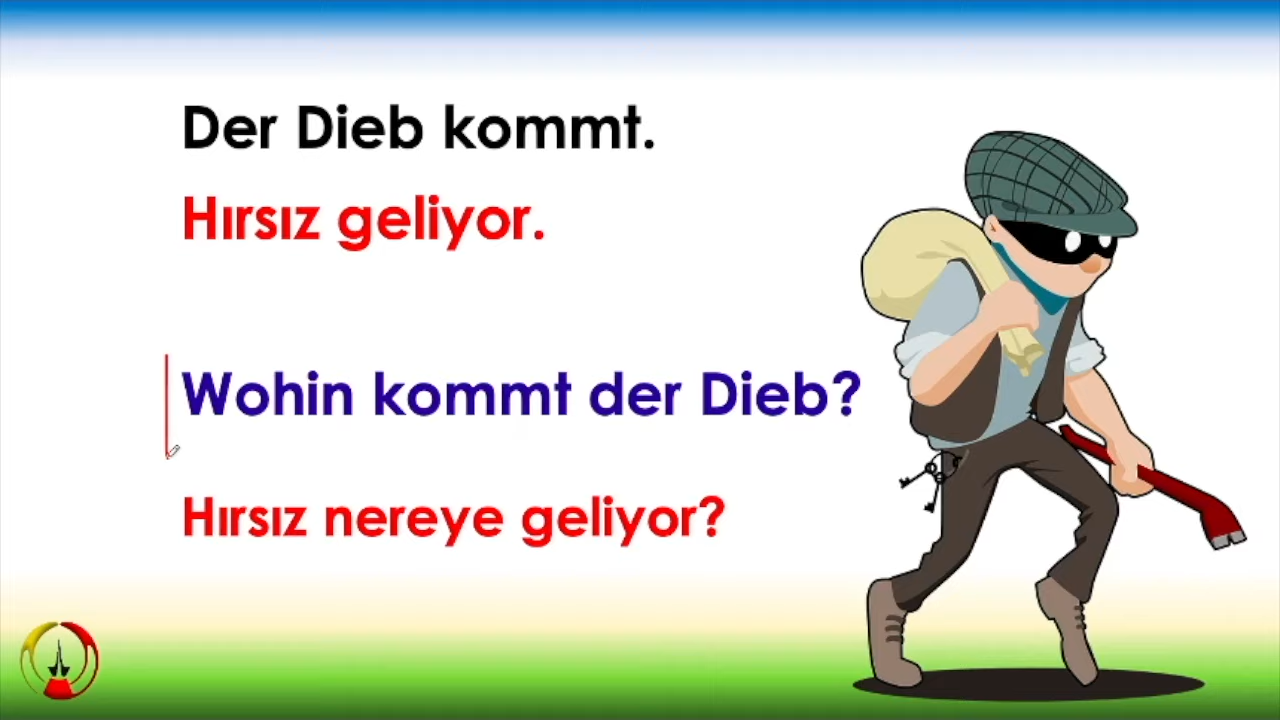 Der Dieb kommt.
Hırsız geliyor.
Wohin kommt der Dieb?
Hırsız nereye geliyor?